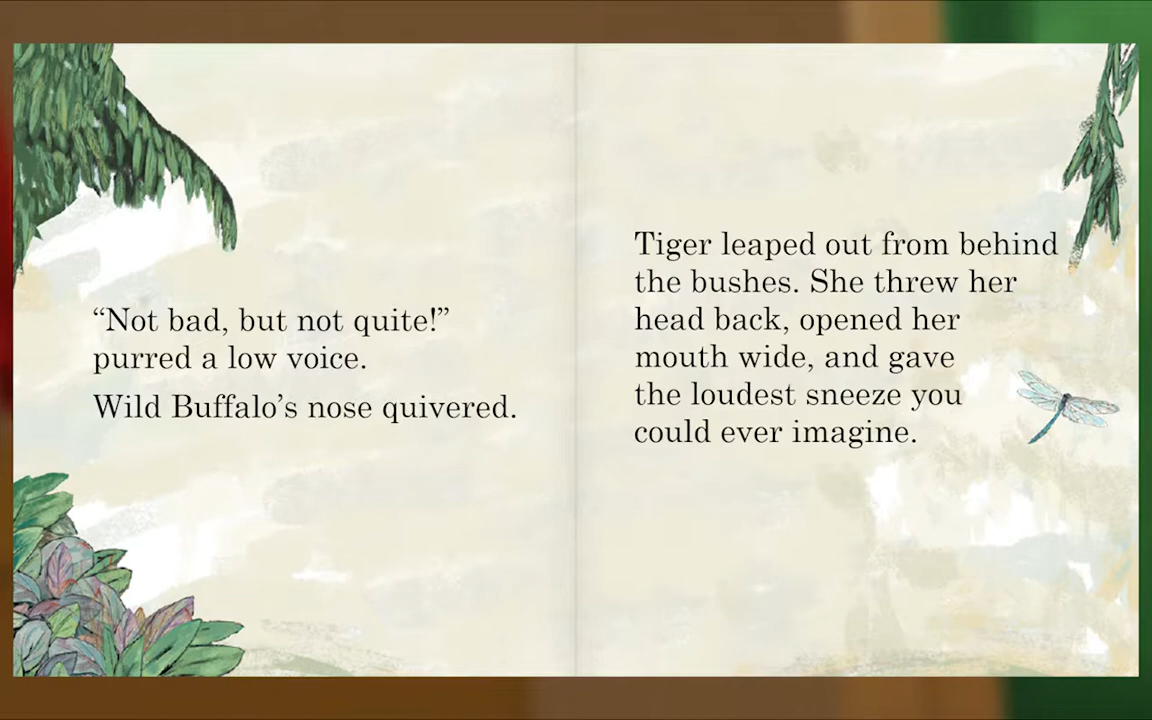 “Not bad, but not quite!”
purred a low voice.
Wild Buffalo’s nose quivered.
Tiger leaped out from behind
the bushes. She threw her
head back, opened her
mouth wide, and gave
the loudest sneeze you
could ever imagine.